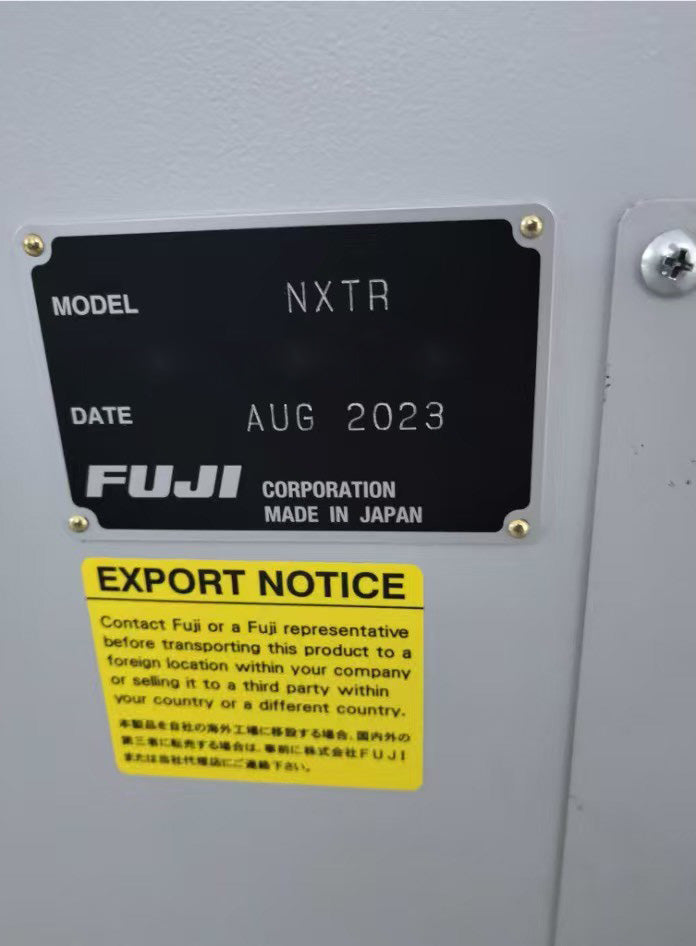 MODEL NXTR
DATE AUG 2023
FUJI CORPORATION
MADE IN JAPAN
EXPORT NOTICE
Contact Fuji or a Fuji representative
before transporting this product to a
foreign location within your company
or selling it to a third party within
your country or a different country.
本製品を自社の海外工場に移設する場合、国内外の
第三者に転売する場合は、事前に株式会社FUJI
または当社代理店にご連絡下さい。